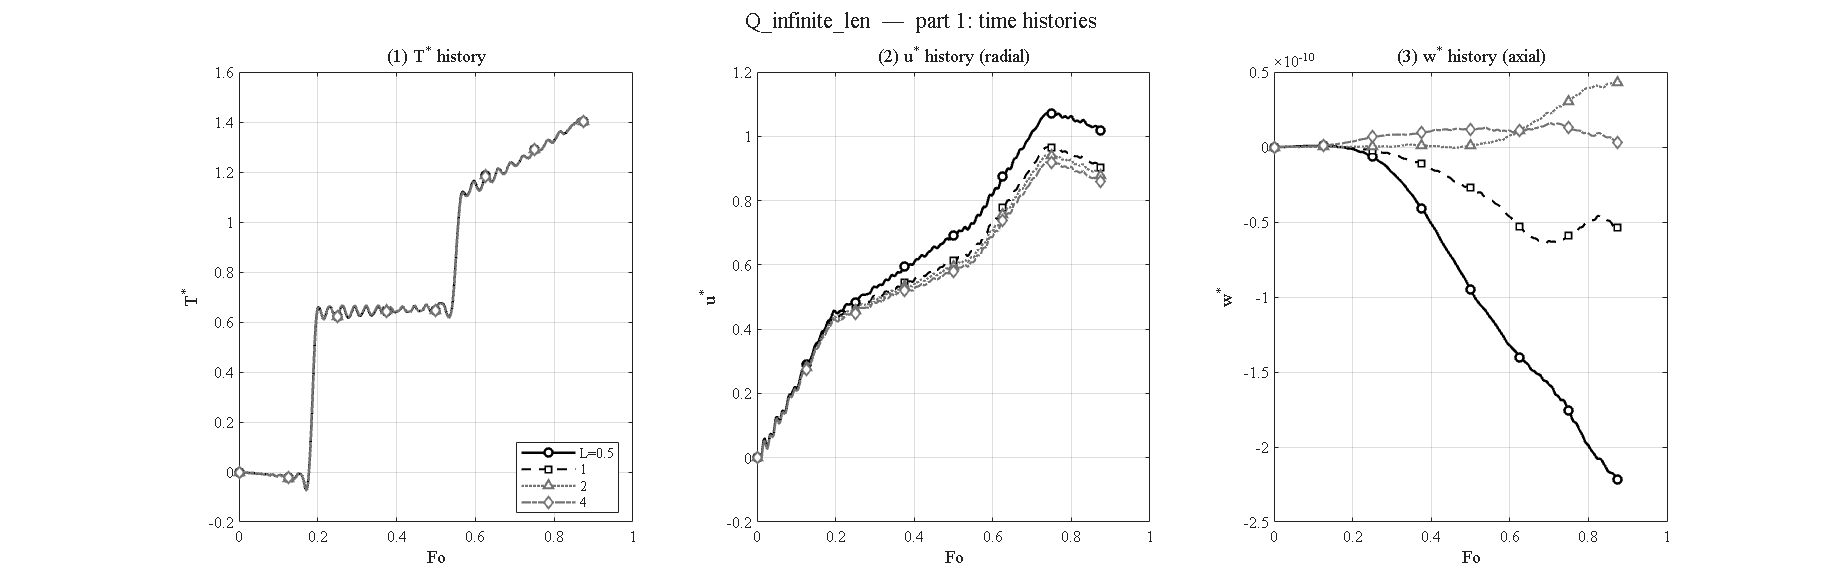 Q_infinite_len — part 1: time histories
(1) T* history
1.6
1.4
1.2
1
0.8
0.6
0.4
0.2
0
-0.2
T*
0 0.2 0.4 0.6 0.8 1
Fo
L=0.5
1
2
4
(2) u* history (radial)
1.2
1
0.8
0.6
0.4
0.2
0
-0.2
u*
0 0.2 0.4 0.6 0.8 1
Fo
(3) w* history (axial)
×10-10
0.5
0
-0.5
-1
-1.5
-2
-2.5
w*
0 0.2 0.4 0.6 0.8 1
Fo